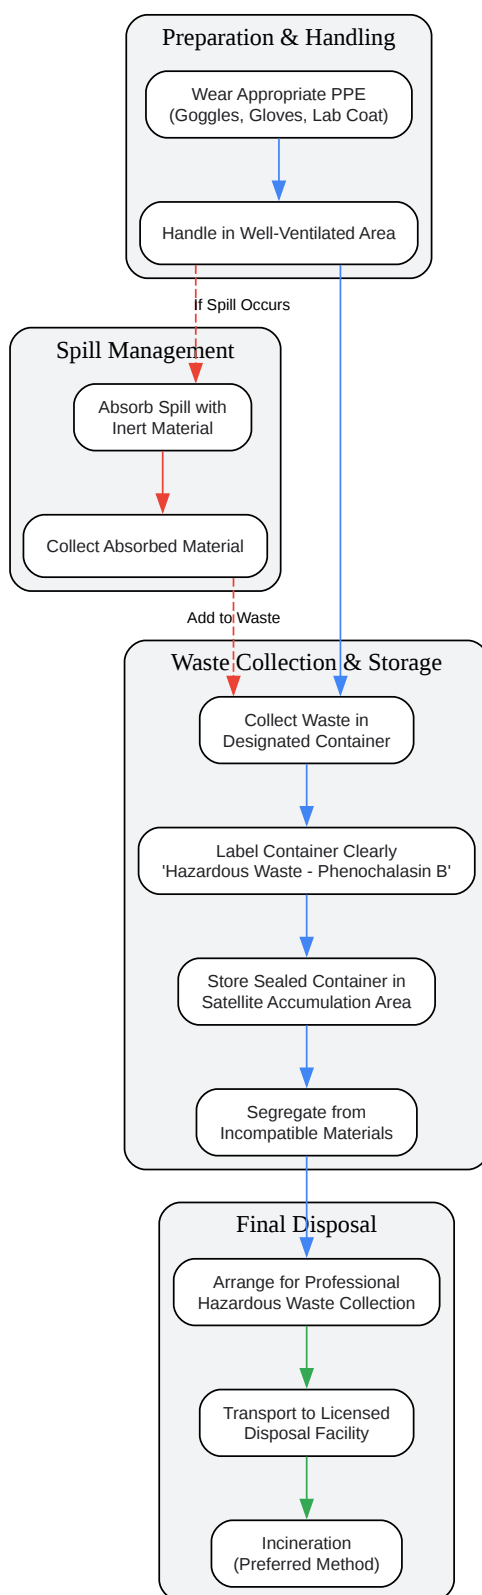 Preparation & Handling
Wear Appropriate PPE
(Goggles, Gloves, Lab Coat)
Handle in Well-Ventilated Area
If Spill Occurs
Spill Management
Absorb Spill with
Inert Material
Collect Absorbed Material
Add to Waste
Waste Collection & Storage
Collect Waste in
Designated Container
Label Container Clearly
'Hazardous Waste - Phenochalasin B'
Store Sealed Container in
Satellite Accumulation Area
Segregate from
Incompatible Materials
Final Disposal
Arrange for Professional
Hazardous Waste Collection
Transport to Licensed
Disposal Facility
Incineration
(Preferred Method)